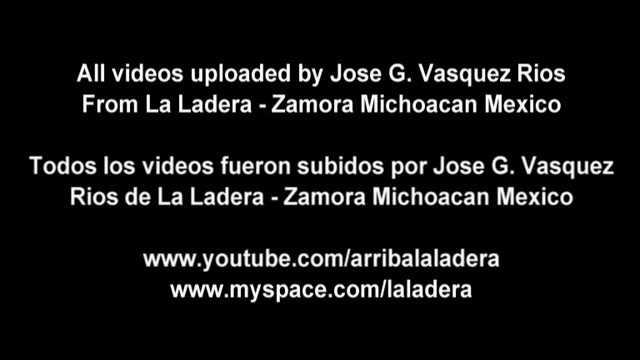 All videos uploaded by Jose G. Vasquez Rios
From La Ladera - Zamora Michoacan Mexico
Todos los videos fueron subidos por Jose G. Vasquez
Rios de La Ladera - Zamora Michoacan Mexico
www.youtube.com/arribalaladera
www.myspace.com/laladera